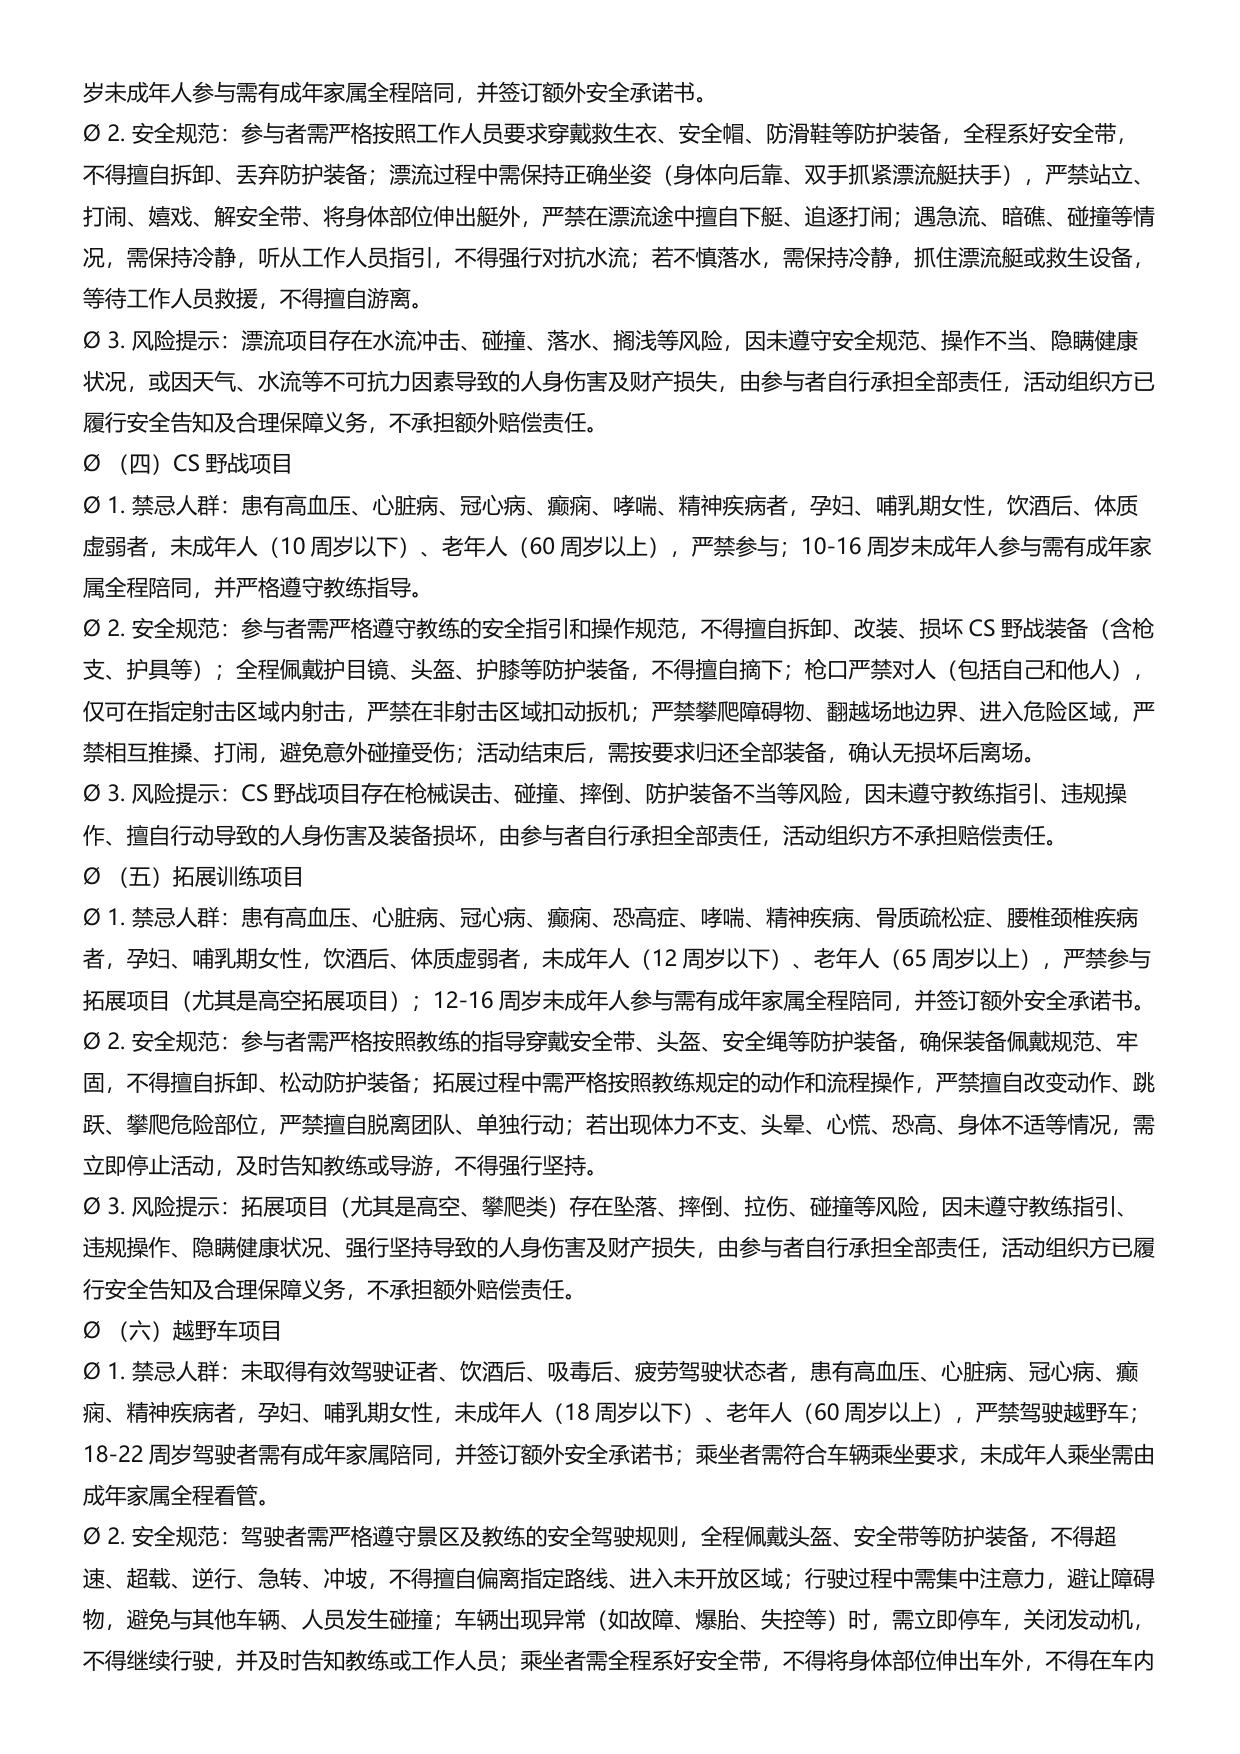 岁未成年人参与需有成年家属全程陪同，并签订额外安全承诺书。
Ø 2. 安全规范：参与者需严格按照工作人员要求穿戴救生衣、安全帽、防滑鞋等防护装备，全程系好安全带，
不得擅自拆卸、丢弃防护装备；漂流过程中需保持正确坐姿（身体向后靠、双手抓紧漂流艇扶手），严禁站立、
打闹、嬉戏、解安全带、将身体部位伸出艇外，严禁在漂流途中擅自下艇、追逐打闹；遇急流、暗礁、碰撞等情
况，需保持冷静，听从工作人员指引，不得强行对抗水流；若不慎落水，需保持冷静，抓住漂流艇或救生设备，
等待工作人员救援，不得擅自游离。
Ø 3. 风险提示：漂流项目存在水流冲击、碰撞、落水、搁浅等风险，因未遵守安全规范、操作不当、隐瞒健康
状况，或因天气、水流等不可抗力因素导致的人身伤害及财产损失，由参与者自行承担全部责任，活动组织方已
履行安全告知及合理保障义务，不承担额外赔偿责任。
Ø （四）CS 野战项目
Ø 1. 禁忌人群：患有高血压、心脏病、冠心病、癫痫、哮喘、精神疾病者，孕妇、哺乳期女性，饮酒后、体质
虚弱者，未成年人（10 周岁以下）、老年人（60 周岁以上），严禁参与；10-16 周岁未成年人参与需有成年家
属全程陪同，并严格遵守教练指导。
Ø 2. 安全规范：参与者需严格遵守教练的安全指引和操作规范，不得擅自拆卸、改装、损坏 CS 野战装备（含枪
支、护具等）；全程佩戴护目镜、头盔、护膝等防护装备，不得擅自摘下；枪口严禁对人（包括自己和他人），
仅可在指定射击区域内射击，严禁在非射击区域扣动扳机；严禁攀爬障碍物、翻越场地边界、进入危险区域，严
禁相互推搡、打闹，避免意外碰撞受伤；活动结束后，需按要求归还全部装备，确认无损坏后离场。
Ø 3. 风险提示：CS 野战项目存在枪械误击、碰撞、摔倒、防护装备不当等风险，因未遵守教练指引、违规操
作、擅自行动导致的人身伤害及装备损坏，由参与者自行承担全部责任，活动组织方不承担赔偿责任。
Ø （五）拓展训练项目
Ø 1. 禁忌人群：患有高血压、心脏病、冠心病、癫痫、恐高症、哮喘、精神疾病、骨质疏松症、腰椎颈椎疾病
者，孕妇、哺乳期女性，饮酒后、体质虚弱者，未成年人（12 周岁以下）、老年人（65 周岁以上），严禁参与
拓展项目（尤其是高空拓展项目）；12-16 周岁未成年人参与需有成年家属全程陪同，并签订额外安全承诺书。
Ø 2. 安全规范：参与者需严格按照教练的指导穿戴安全带、头盔、安全绳等防护装备，确保装备佩戴规范、牢
固，不得擅自拆卸、松动防护装备；拓展过程中需严格按照教练规定的动作和流程操作，严禁擅自改变动作、跳
跃、攀爬危险部位，严禁擅自脱离团队、单独行动；若出现体力不支、头晕、心慌、恐高、身体不适等情况，需
立即停止活动，及时告知教练或导游，不得强行坚持。
Ø 3. 风险提示：拓展项目（尤其是高空、攀爬类）存在坠落、摔倒、拉伤、碰撞等风险，因未遵守教练指引、
违规操作、隐瞒健康状况、强行坚持导致的人身伤害及财产损失，由参与者自行承担全部责任，活动组织方已履
行安全告知及合理保障义务，不承担额外赔偿责任。
Ø （六）越野车项目
Ø 1. 禁忌人群：未取得有效驾驶证者、饮酒后、吸毒后、疲劳驾驶状态者，患有高血压、心脏病、冠心病、癫
痫、精神疾病者，孕妇、哺乳期女性，未成年人（18 周岁以下）、老年人（60 周岁以上），严禁驾驶越野车；
18-22 周岁驾驶者需有成年家属陪同，并签订额外安全承诺书；乘坐者需符合车辆乘坐要求，未成年人乘坐需由
成年家属全程看管。
Ø 2. 安全规范：驾驶者需严格遵守景区及教练的安全驾驶规则，全程佩戴头盔、安全带等防护装备，不得超
速、超载、逆行、急转、冲坡，不得擅自偏离指定路线、进入未开放区域；行驶过程中需集中注意力，避让障碍
物，避免与其他车辆、人员发生碰撞；车辆出现异常（如故障、爆胎、失控等）时，需立即停车，关闭发动机，
不得继续行驶，并及时告知教练或工作人员；乘坐者需全程系好安全带，不得将身体部位伸出车外，不得在车内